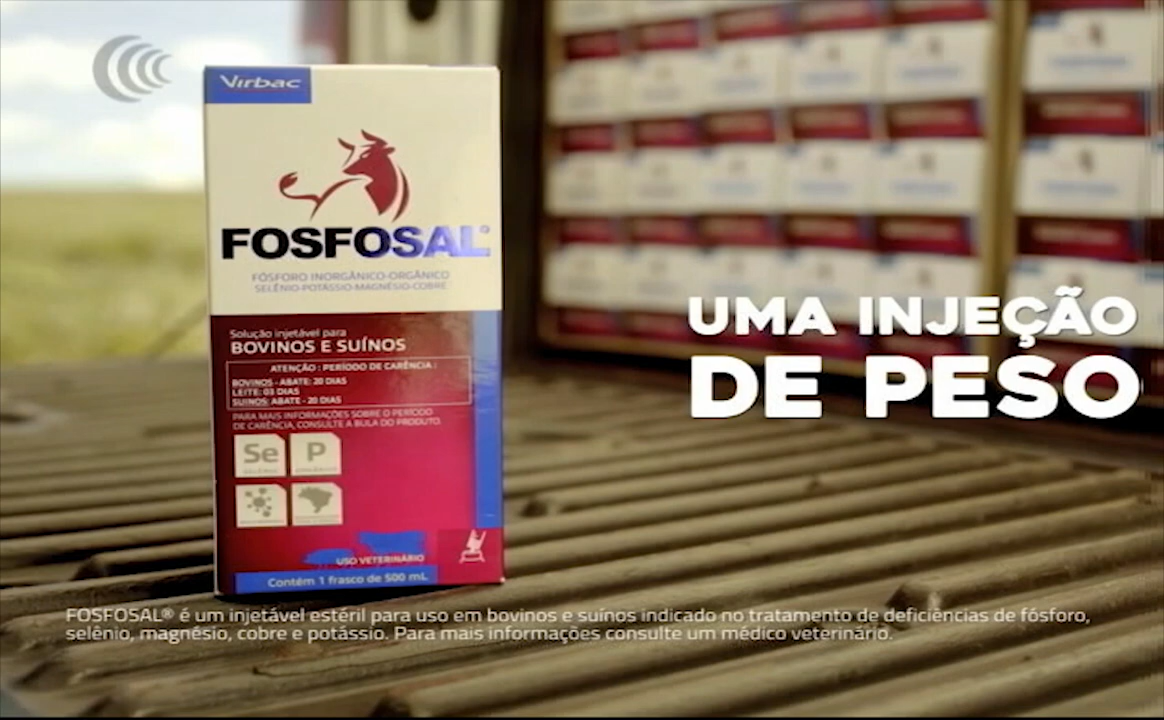 Virbac
FOSFOSAL®
FÓSFORO INORGÂNICO-ORGÂNICO
SELÊNIO-POTÁSSIO-MAGNÉSIO-COBRE
Solução injetável para
BOVINOS E SUÍNOS
ATENÇÃO : PERÍODO DE CARÊNCIA :
BOVINOS - ABATE: 20 DIAS
LEITE: 03 DIAS
SUINOS: ABATE - 20 DIAS
PARA MAIS INFORMAÇÕES SOBRE O PERÍODO
DE CARÊNCIA, CONSULTE A BULA DO PRODUTO.
Se
P
USO VETERINÁRIO
Contém 1 frasco de 500 mL
UMA INJEÇÃO
DE PESO
FOSFOSAL® é um injetável estéril para uso em bovinos e suínos indicado no tratamento de deficiências de fósforo,
selênio, magnésio, cobre e potássio. Para mais informações consulte um médico veterinário.